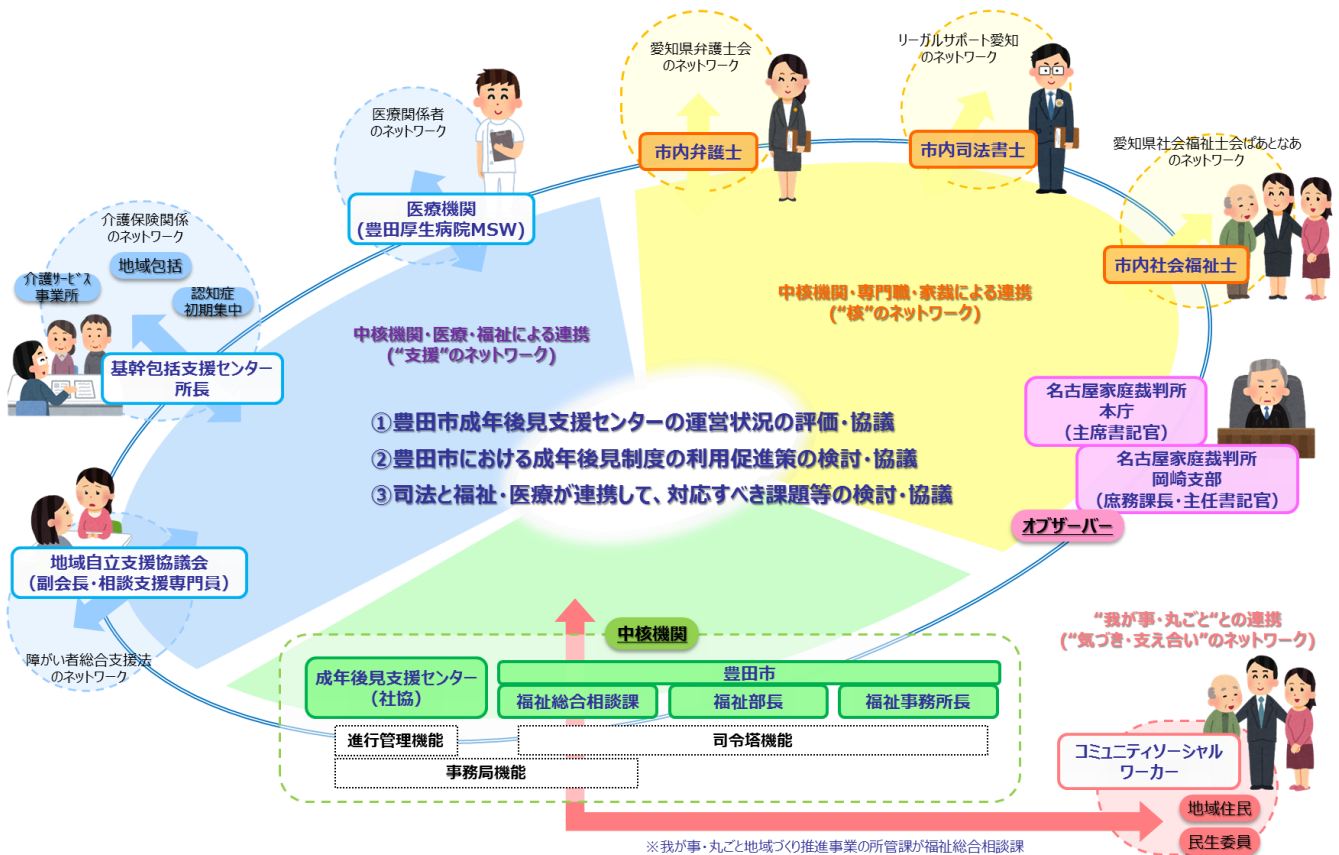 愛知県弁護士会
のネットワーク
リーガルサポート愛知
のネットワーク
医療関係者
のネットワーク
市内弁護士
市内司法書士
愛知県社会福祉士会ぱあとなあ
のネットワーク
医療機関
(豊田厚生病院MSW)
介護保険関係
のネットワーク
地域包括
介護サービス
事業所
認知症
初期集中
市内社会福祉士
中核機関・専門職・家裁による連携
(“核”のネットワーク)
中核機関・医療・福祉による連携
(“支援”のネットワーク)
基幹包括支援センター
所長
名古屋家庭裁判所
本庁
(主席書記官)
①豊田市成年後見支援センターの運営状況の評価・協議
②豊田市における成年後見制度の利用促進策の検討・協議
③司法と福祉・医療が連携して、対応すべき課題等の検討・協議
名古屋家庭裁判所
岡崎支部
(庶務課長・主任書記官)
オブザーバー
地域自立支援協議会
(副会長・相談支援専門員)
障がい者総合支援法
のネットワーク
中核機関
“我が事・丸ごと“との連携
(“気づき・支え合い”のネットワーク)
成年後見支援センター
(社協)
豊田市
福祉総合相談課
福祉部長
福祉事務所長
進行管理機能
司令塔機能
事務局機能
コミュニティソーシャル
ワーカー
地域住民
民生委員
※我が事・丸ごと地域づくり推進事業の所管課が福祉総合相談課